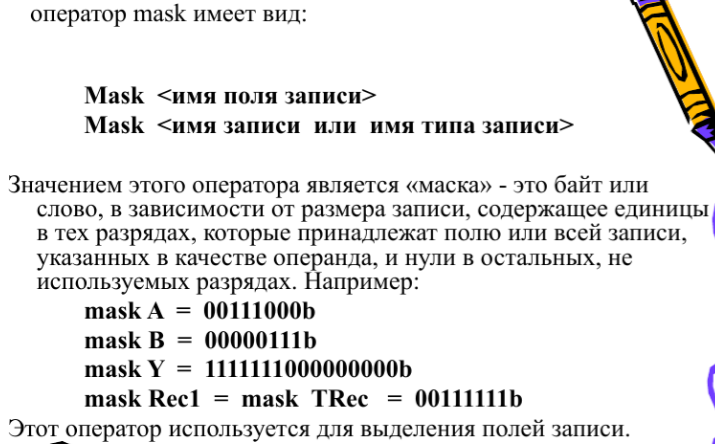 оператор mask имеет вид:
Mask <имя поля записи>
Mask <имя записи или имя типа записи>
Значением этого оператора является «маска» - это байт или
слово, в зависимости от размера записи, содержащее единицы
в тех разрядах, которые принадлежат полю или всей записи,
указанных в качестве операнда, и нули в остальных, не
используемых разрядах. Например:
mask A = 00111000b
mask B = 00000111b
mask Y = 1111111000000000b
mask Rec1 = mask TRec = 00111111b
Этот оператор используется для выделения полей записи.